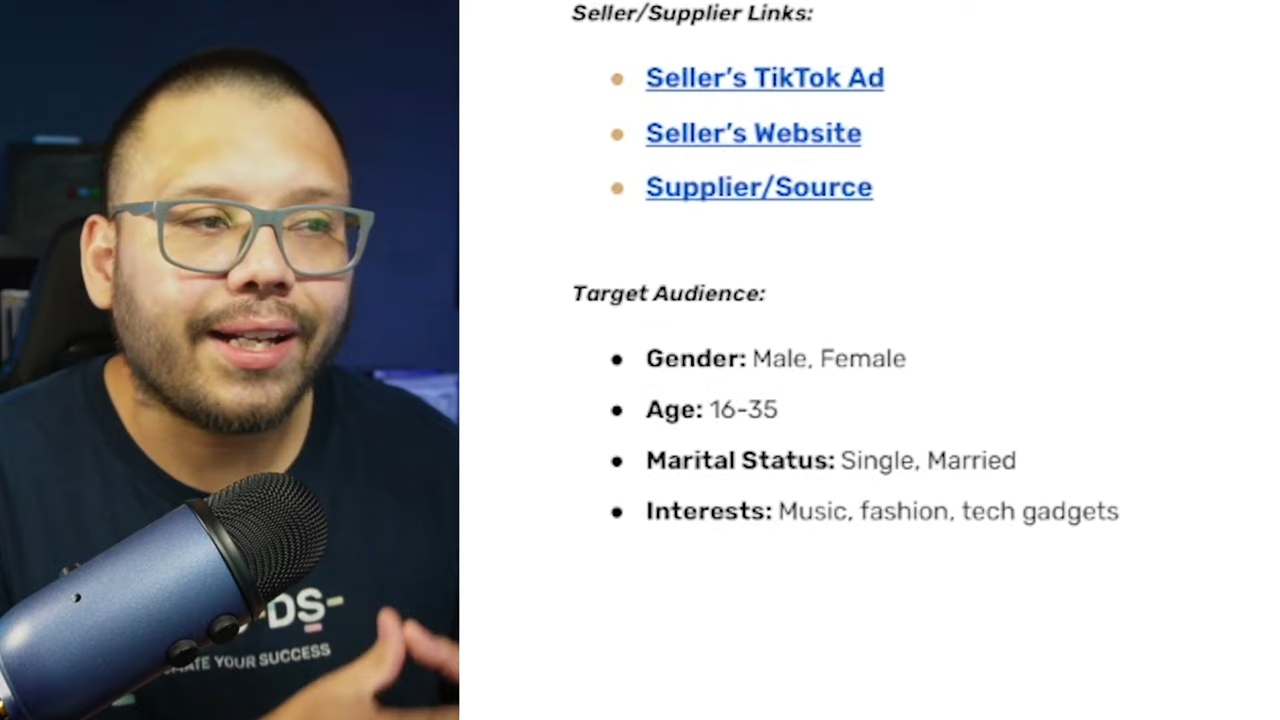 Seller/Supplier Links:
Seller's TikTok Ad
Seller's Website
Supplier/Source
Target Audience:
Gender: Male, Female
Age: 16-35
Marital Status: Single, Married
Interests: Music, fashion, tech gadgets
DS-
YOUR SUCCESS